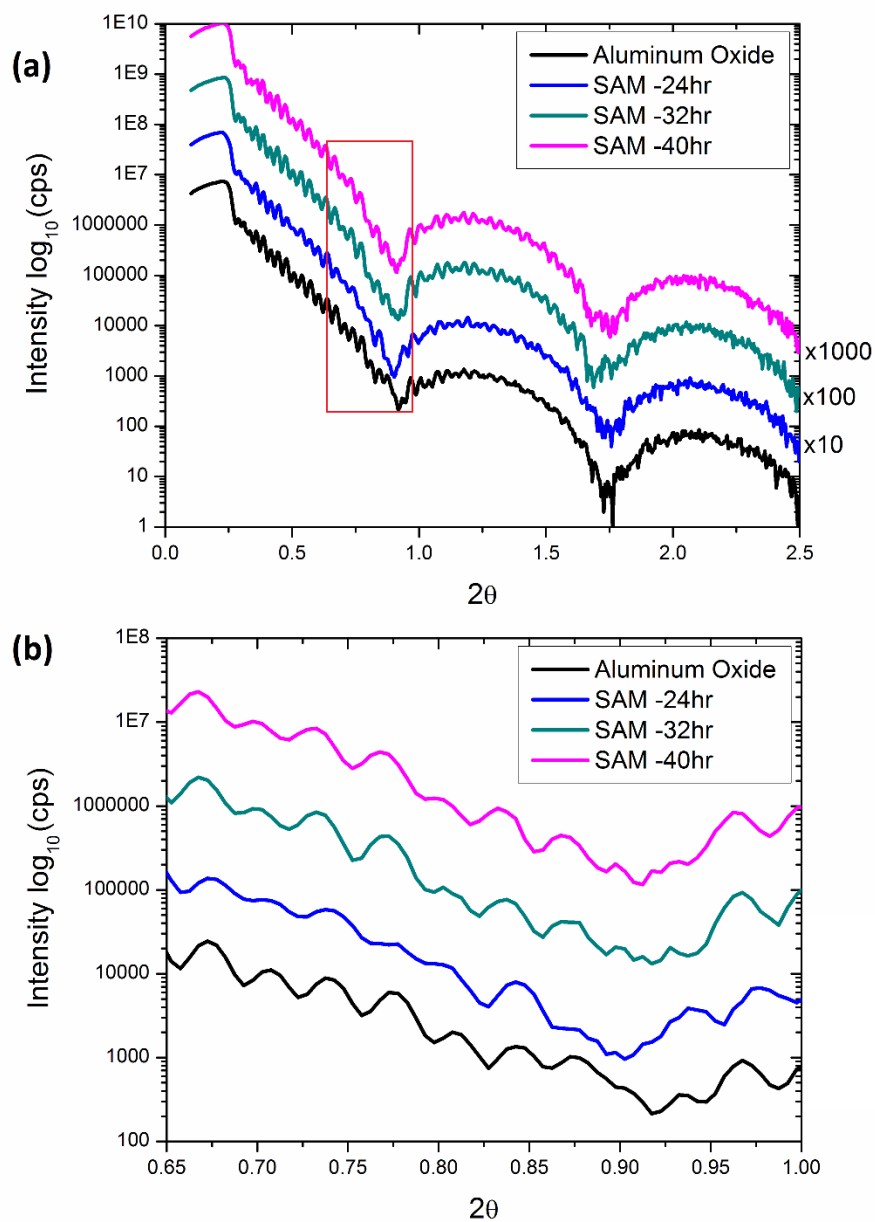 (a)
Intensity log10 (cps)
1E10
1E9
1E8
1E7
1000000
100000
10000
1000
100
10
1
Aluminum Oxide
SAM -24hr
SAM -32hr
SAM -40hr
x1000
x100
x10
0.0 0.5 1.0 1.5 2.0 2.5
2θ
(b)
Intensity log10 (cps)
1E8
1E7
1000000
100000
10000
1000
100
Aluminum Oxide
SAM -24hr
SAM -32hr
SAM -40hr
0.65 0.70 0.75 0.80 0.85 0.90 0.95 1.00
2θ